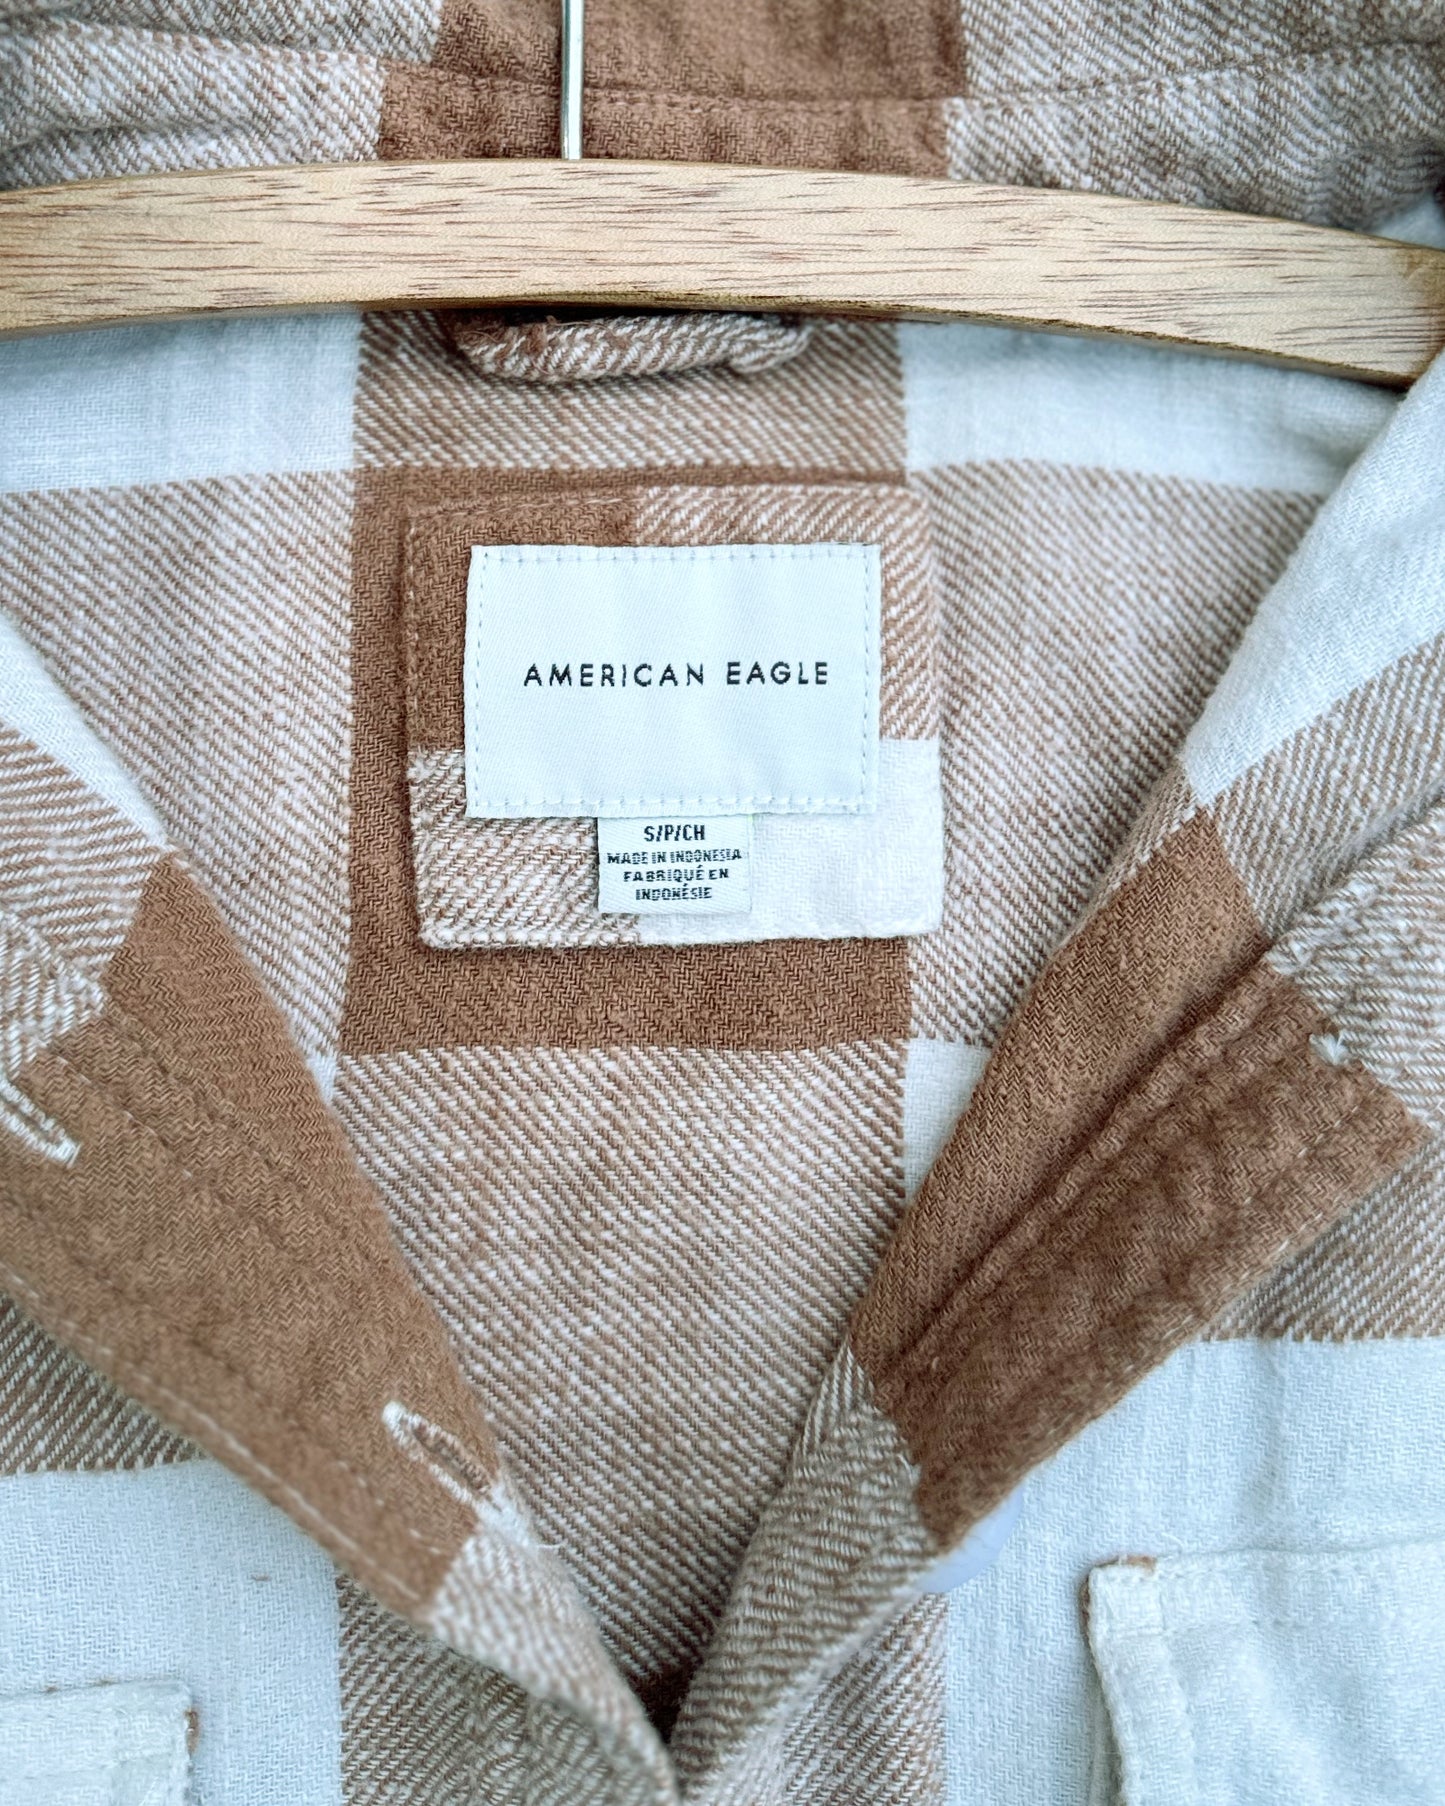 AMERICAN EAGLE
S/P/CH
MADE IN INDONESIA
FABRIQUÉ EN
INDONÉSIE